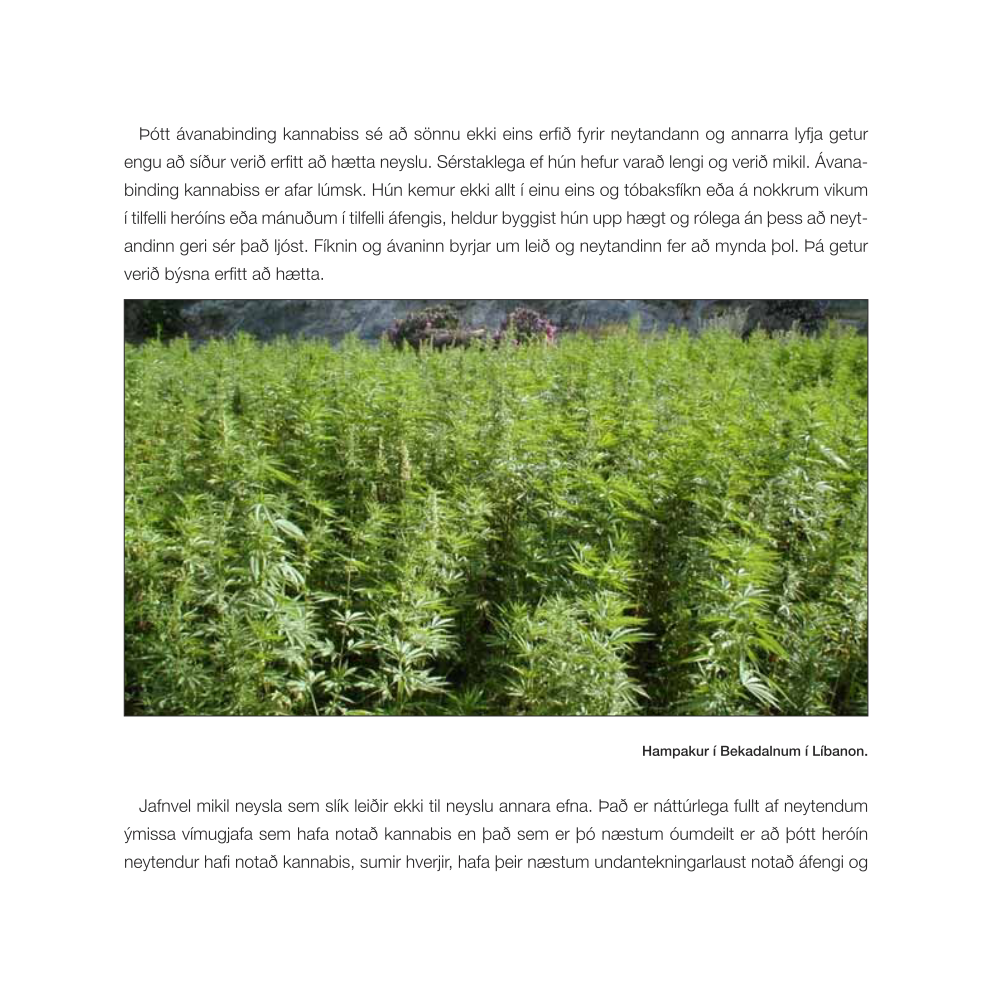 Þótt ávanabinding kannabiss sé að sönnu ekki eins erfið fyrir neytandann og annarra lyfja getur
engu að síður verið erfitt að hætta neyslu. Sérstaklega ef hún hefur varað lengi og verið mikil. Ávana-
binding kannabiss er afar lúmsk. Hún kemur ekki allt í einu eins og tóbaksfíkn eða á nokkrum vikum
í tilfelli heróíns eða mánuðum í tilfelli áfengis, heldur byggist hún upp hægt og rólega án þess að neyt-
andinn geri sér það ljóst. Fíknin og ávaninn byrjar um leið og neytandinn fer að mynda þol. Þá getur
verið býsna erfitt að hætta.
Hampakur í Bekadalnum í Líbanon.
Jafnvel mikil neysla sem slík leiðir ekki til neyslu annara efna. Það er náttúrlega fullt af neytendum
ýmissa vímugjafa sem hafa notað kannabis en það sem er þó næstum óumdeilt er að þótt heróín
neytendur hafi notað kannabis, sumir hverjir, hafa þeir næstum undantekningarlaust notað áfengi og